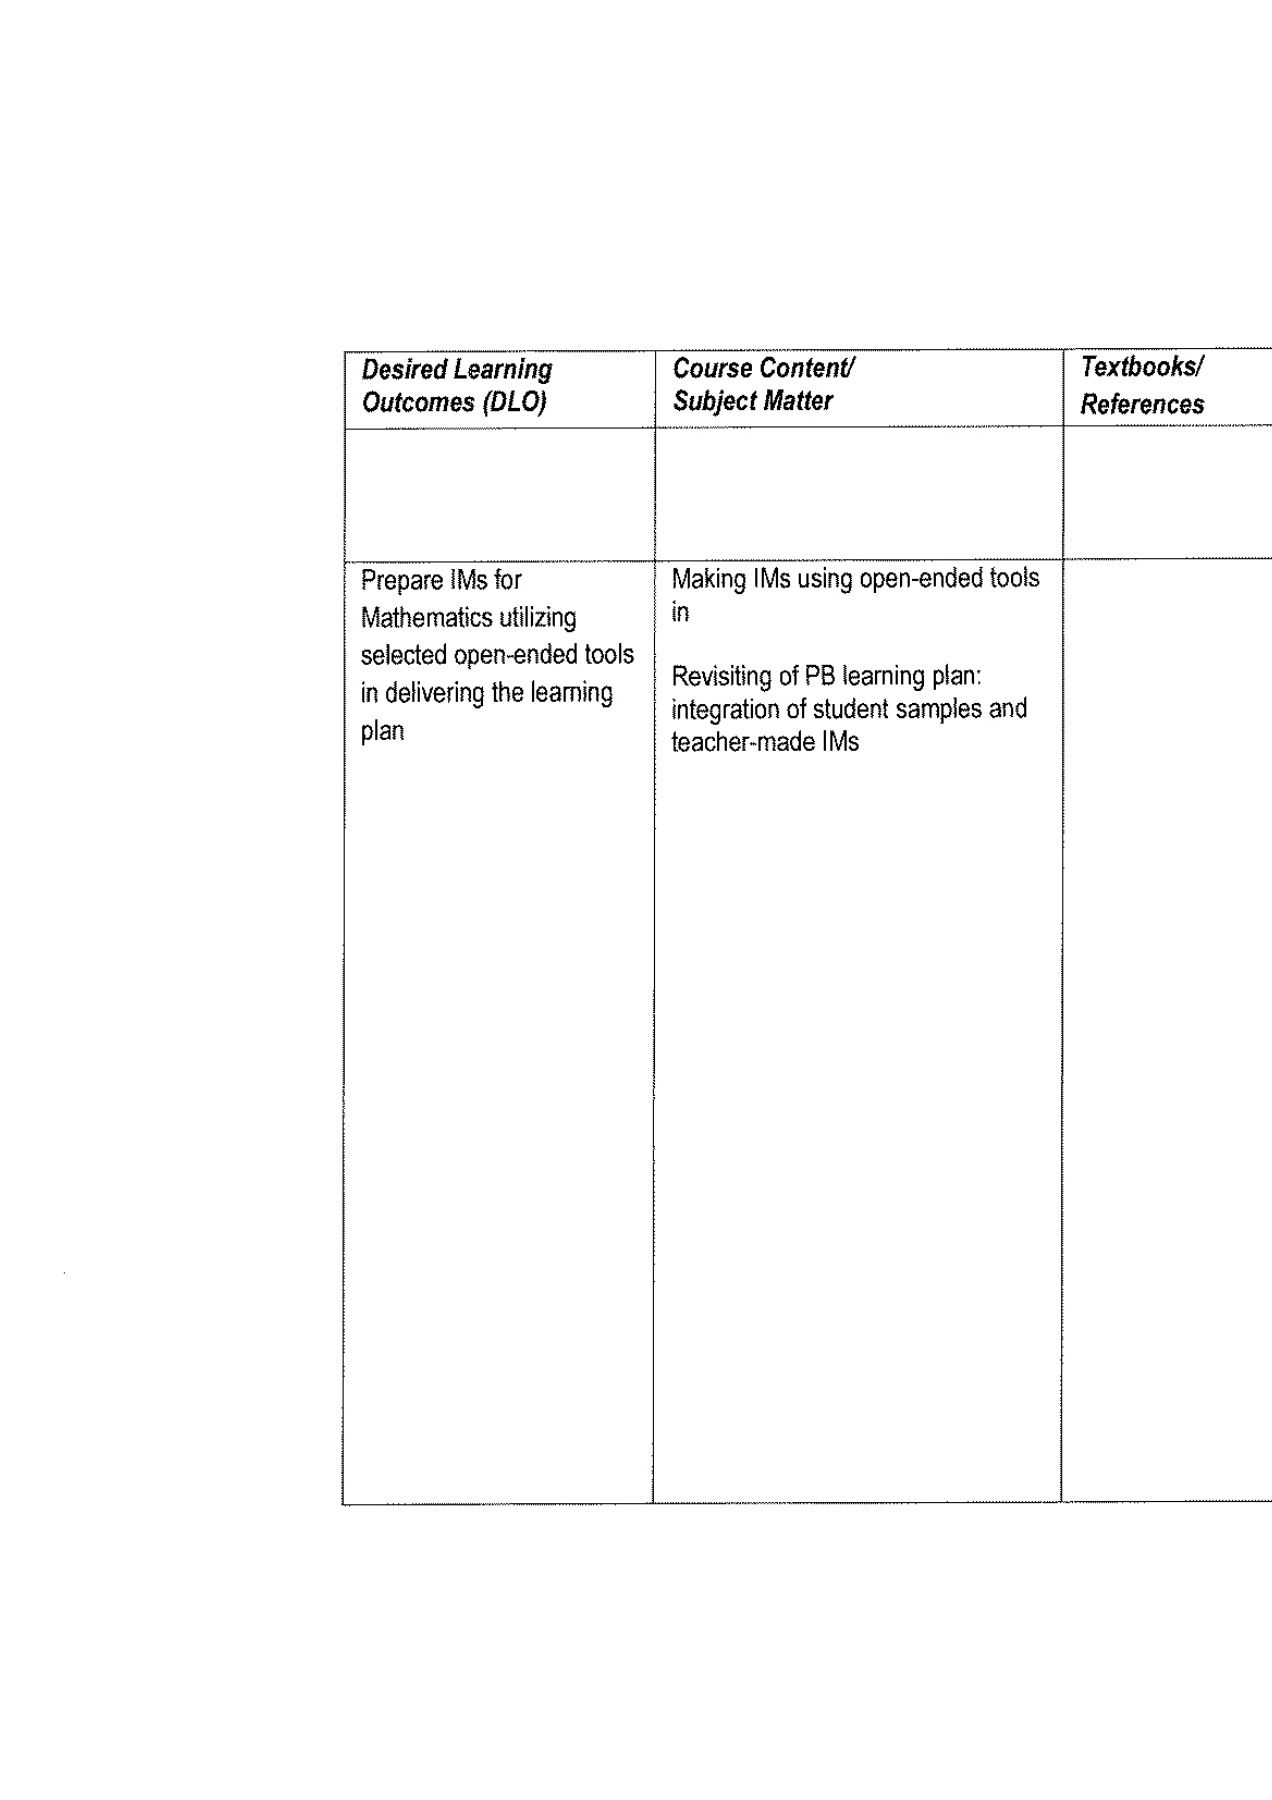 Desired Learning
Outcomes (DLO)
Course Content/
Subject Matter
Textbooks/
References
Prepare IMs for
Mathematics utilizing
selected open-ended tools
in delivering the learning
plan
Making IMs using open-ended tools
in
Revisiting of PB learning plan:
integration of student samples and
teacher-made IMs